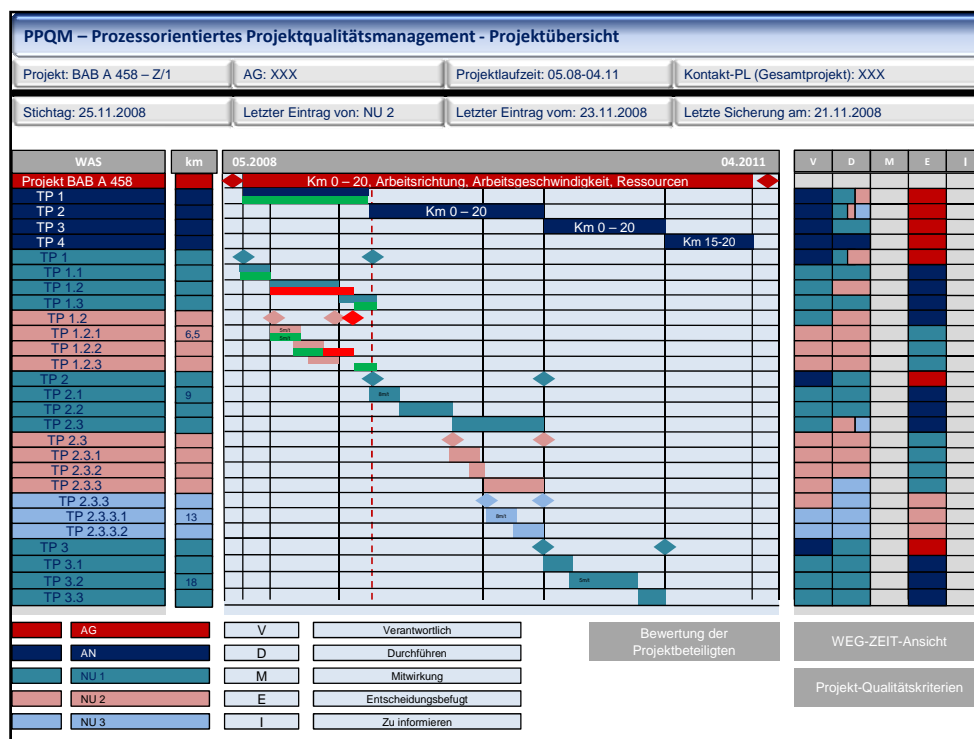 PPQM – Prozessorientiertes Projektqualitätsmanagement - Projektübersicht
Projekt: BAB A 458 – Z/1 AG: XXX Projektlaufzeit: 05.08-04.11 Kontakt-PL (Gesamtprojekt): XXX
Stichtag: 25.11.2008 Letzter Eintrag von: NU 2 Letzter Eintrag vom: 23.11.2008 Letzte Sicherung am: 21.11.2008
WAS km 05.2008 04.2011 V D M E I
Projekt BAB A 458 Km 0 – 20, Arbeitsrichtung, Arbeitsgeschwindigkeit, Ressourcen
TP 1
TP 2 Km 0 – 20
TP 3 Km 0 – 20
TP 4 Km 15-20
TP 1
TP 1.1
TP 1.2
TP 1.3
TP 1.2
TP 1.2.1 6,5
TP 1.2.2
TP 1.2.3
TP 2
TP 2.1 9
TP 2.2
TP 2.3
TP 2.3
TP 2.3.1
TP 2.3.2
TP 2.3.3
TP 2.3.3
TP 2.3.3.1 13
TP 2.3.3.2
TP 3
TP 3.1
TP 3.2 18
TP 3.3
AG V Verantwortlich
AN D Durchführen
NU 1 M Mitwirkung
NU 2 E Entscheidungsbefugt
NU 3 I Zu informieren
Bewertung der
Projektbeteiligten
WEG-ZEIT-Ansicht
Projekt-Qualitätskriterien